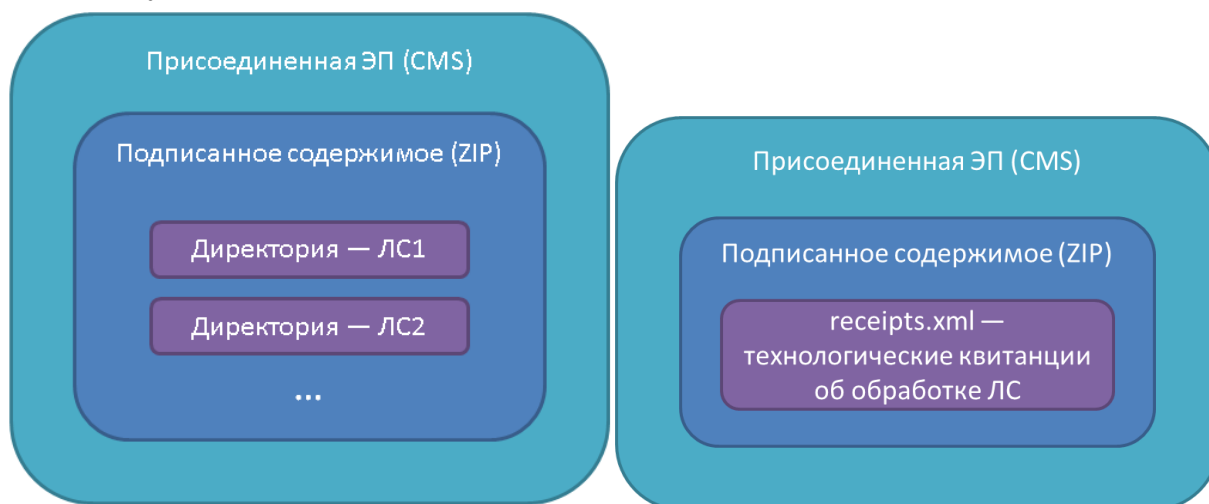 Присоединенная ЭП (CMS)
Подписанное содержимое (ZIP)
Директория — ЛС1
Директория — ЛС2
...
Присоединенная ЭП (CMS)
Подписанное содержимое (ZIP)
receipts.xml —
технологические квитанции
об обработке ЛС